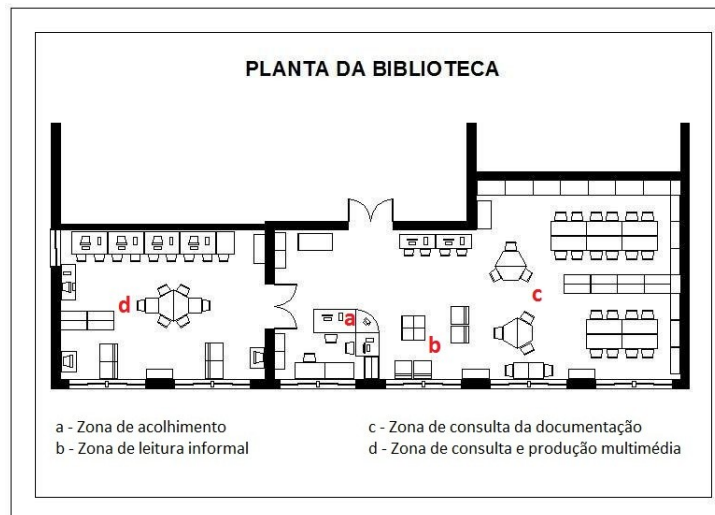 PLANTA DA BIBLIOTECA
d
a
b
c
a - Zona de acolhimento
b - Zona de leitura informal
c - Zona de consulta da documentação
d - Zona de consulta e produção multimédia